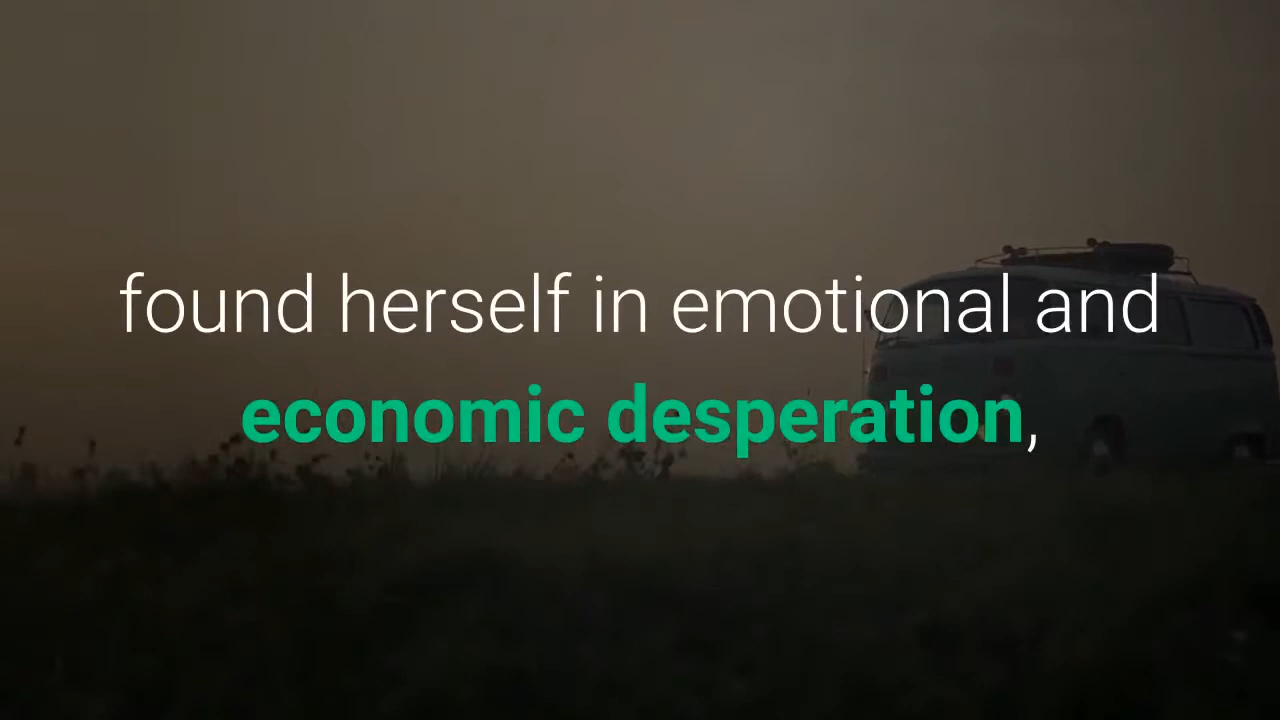 found herself in emotional and
economic desperation,